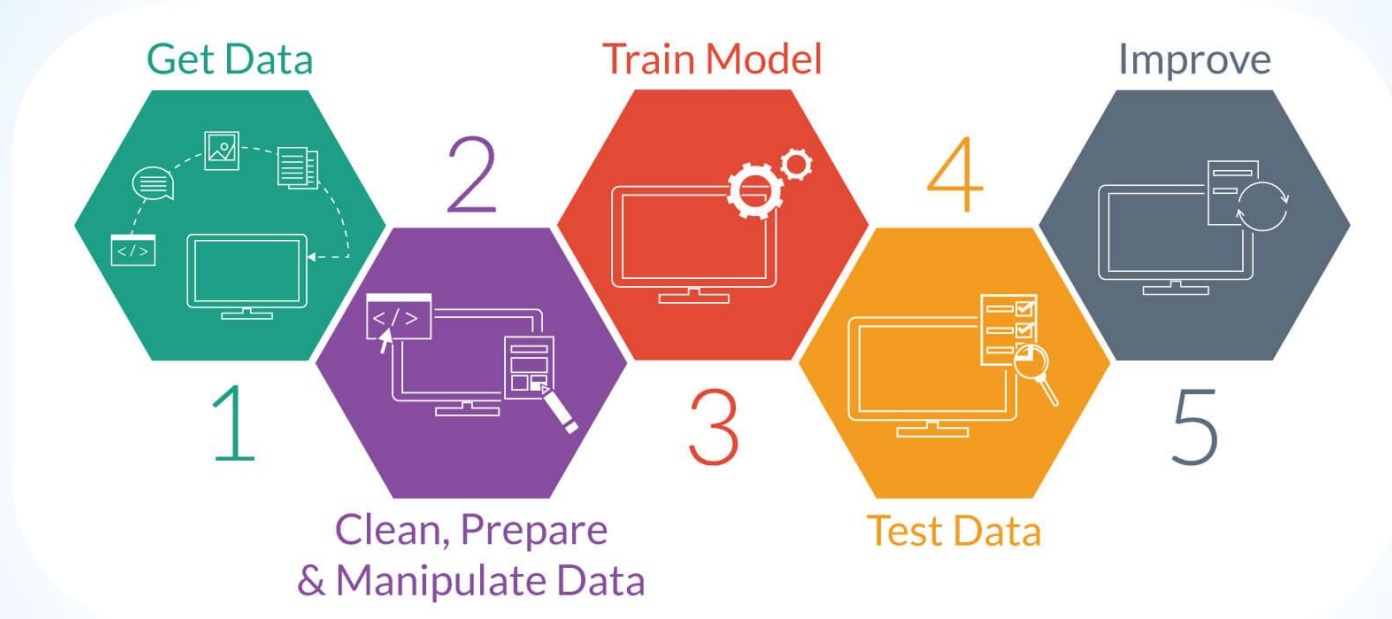 Get Data
1
2
Clean, Prepare
& Manipulate Data
Train Model
3
4
Test Data
Improve
5
</>
</>